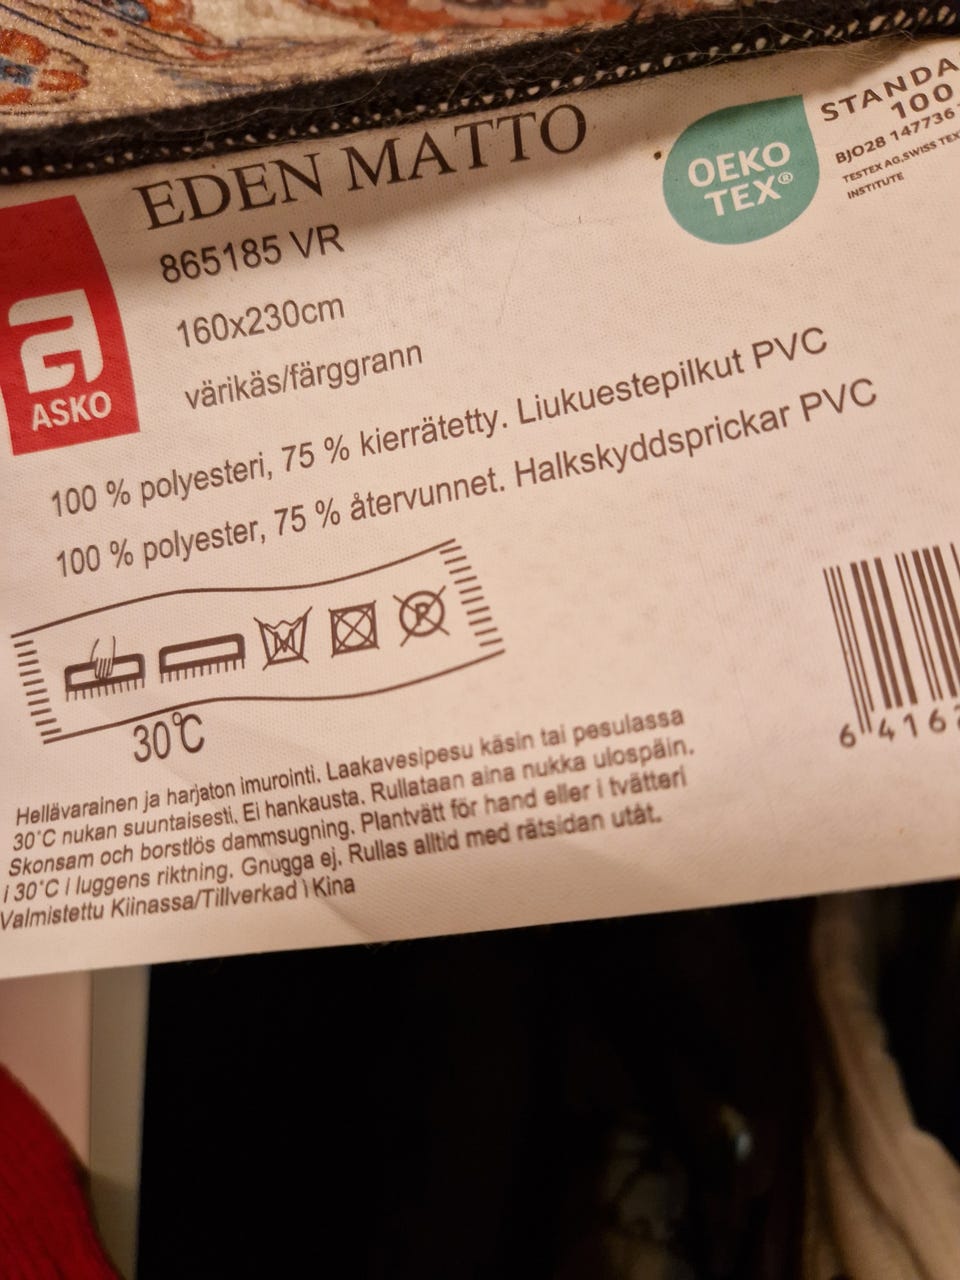 EDEN MATTO
865185 VR
160x230cm
värikäs/färggrann
ASKO
OEKO
TEX®
STANDA
100
BJ028 147736
TESTEX AG,SWISS TEX
INSTITUTE
100 % polyesteri, 75 % kierrätetty. Liukuestepilkut PVC
100 % polyester, 75 % återvunnet. Halkskyddsprickar PVC
P
30℃
Hellävarainen ja harjaton imurointi. Laakavesipesu käsin tai pesulassa
30°C nukan suuntaisesti. Ei hankausta. Rullataan aina nukka ulospäin.
Skonsam och borstlös dammsugning. Plantvätt för hand eller i tvätteri
i 30°C i luggens riktning. Gnugga ej. Rullas alltid med rätsidan utåt.
Valmistettu Kiinassa/Tillverkad i Kina
6 4162